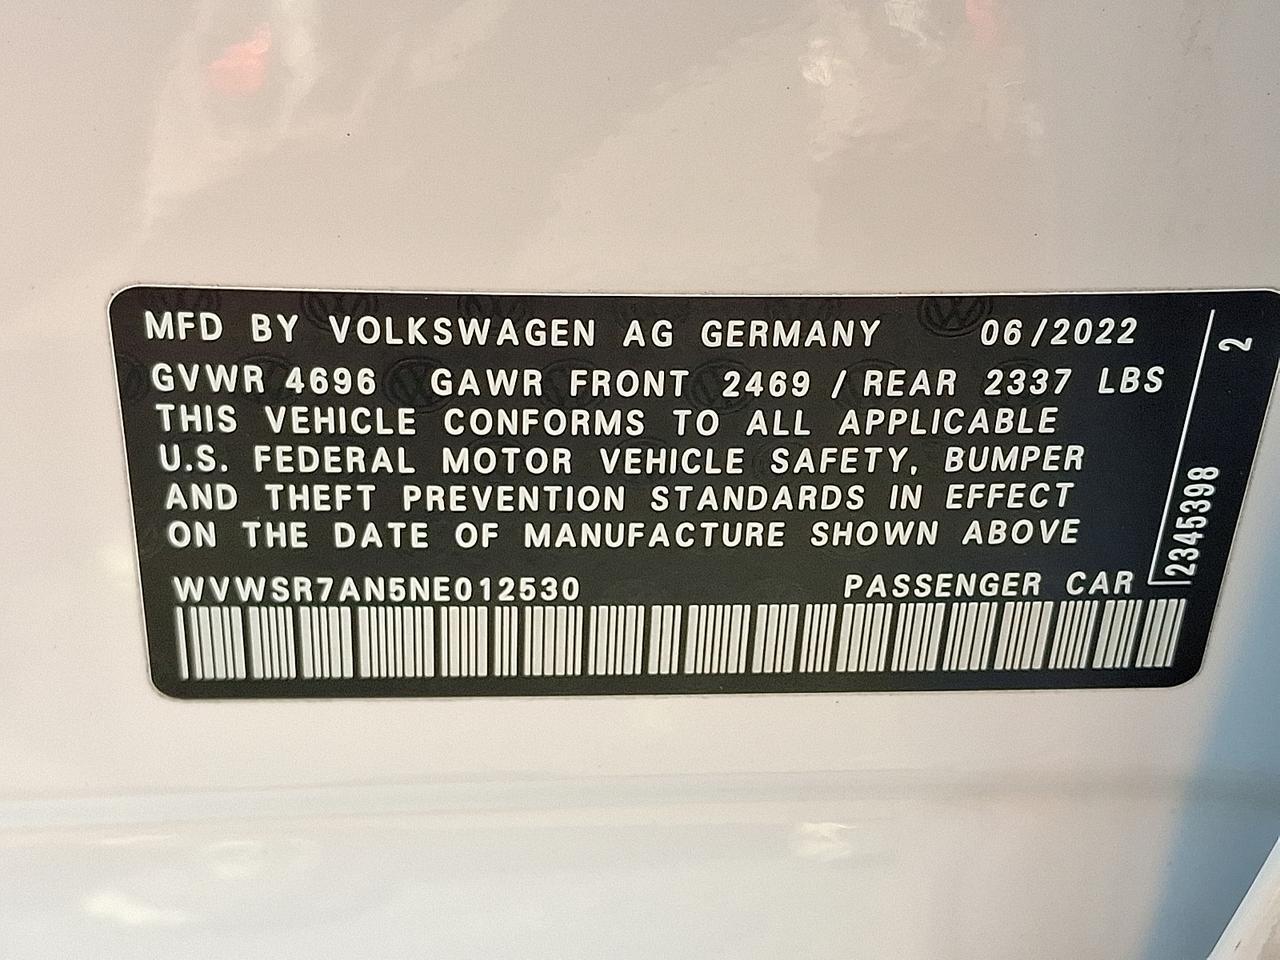 MFD BY VOLKSWAGEN AG GERMANY 06/2022
GVWR 4696 GAWR FRONT 2469 / REAR 2337 LBS
THIS VEHICLE CONFORMS TO ALL APPLICABLE
U.S. FEDERAL MOTOR VEHICLE SAFETY, BUMPER
AND THEFT PREVENTION STANDARDS IN EFFECT
ON THE DATE OF MANUFACTURE SHOWN ABOVE
WVWSR7AN5NE012530 PASSENGER CAR
2345398 2